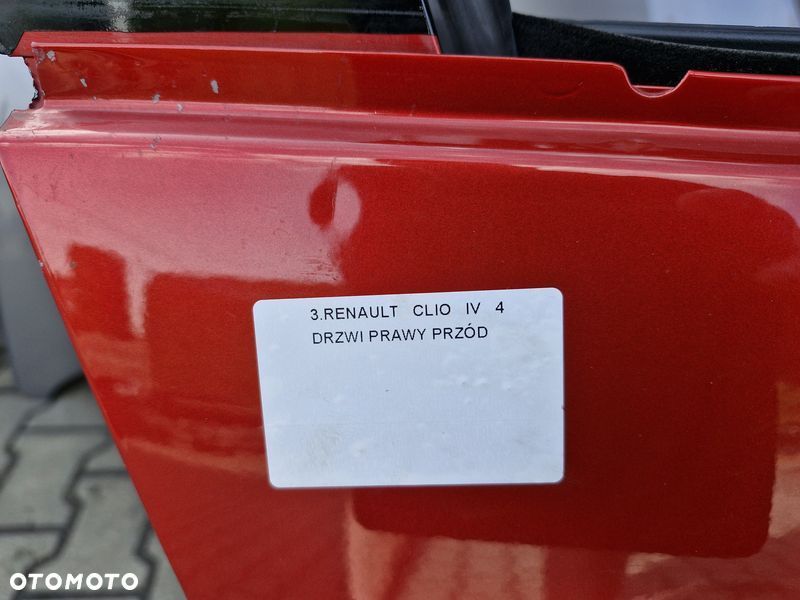 3.RENAULT CLIO IV 4
DRZWI PRAWY PRZÓD
OTOMOTO